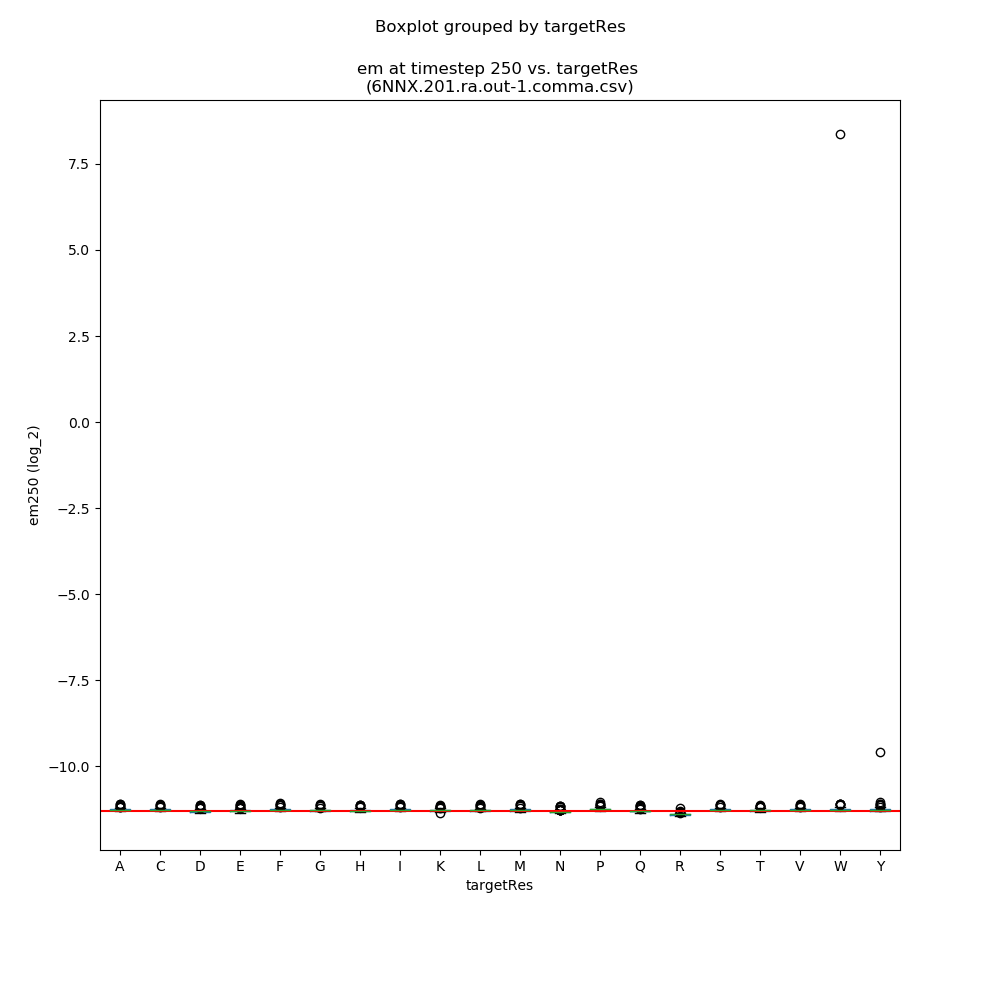 Boxplot grouped by targetRes
em at timestep 250 vs. targetRes
(6NNX.201.ra.out-1.comma.csv)
7.5
5.0
2.5
0.0
−2.5
−5.0
−7.5
−10.0
em250 (log_2)
A C D E F G H I K L M N P Q R S T V W Y
targetRes